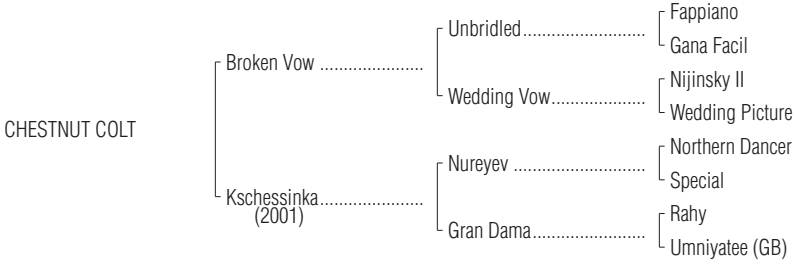 Fappiano
Unbridled..........................
Gana Facil
Broken Vow ......................
Nijinsky II
Wedding Vow....................
Wedding Picture
CHESTNUT COLT
Northern Dancer
Nureyev ............................
Special
Kschessinka......................
(2001)
Rahy
Gran Dama........................
Umniyatee (GB)